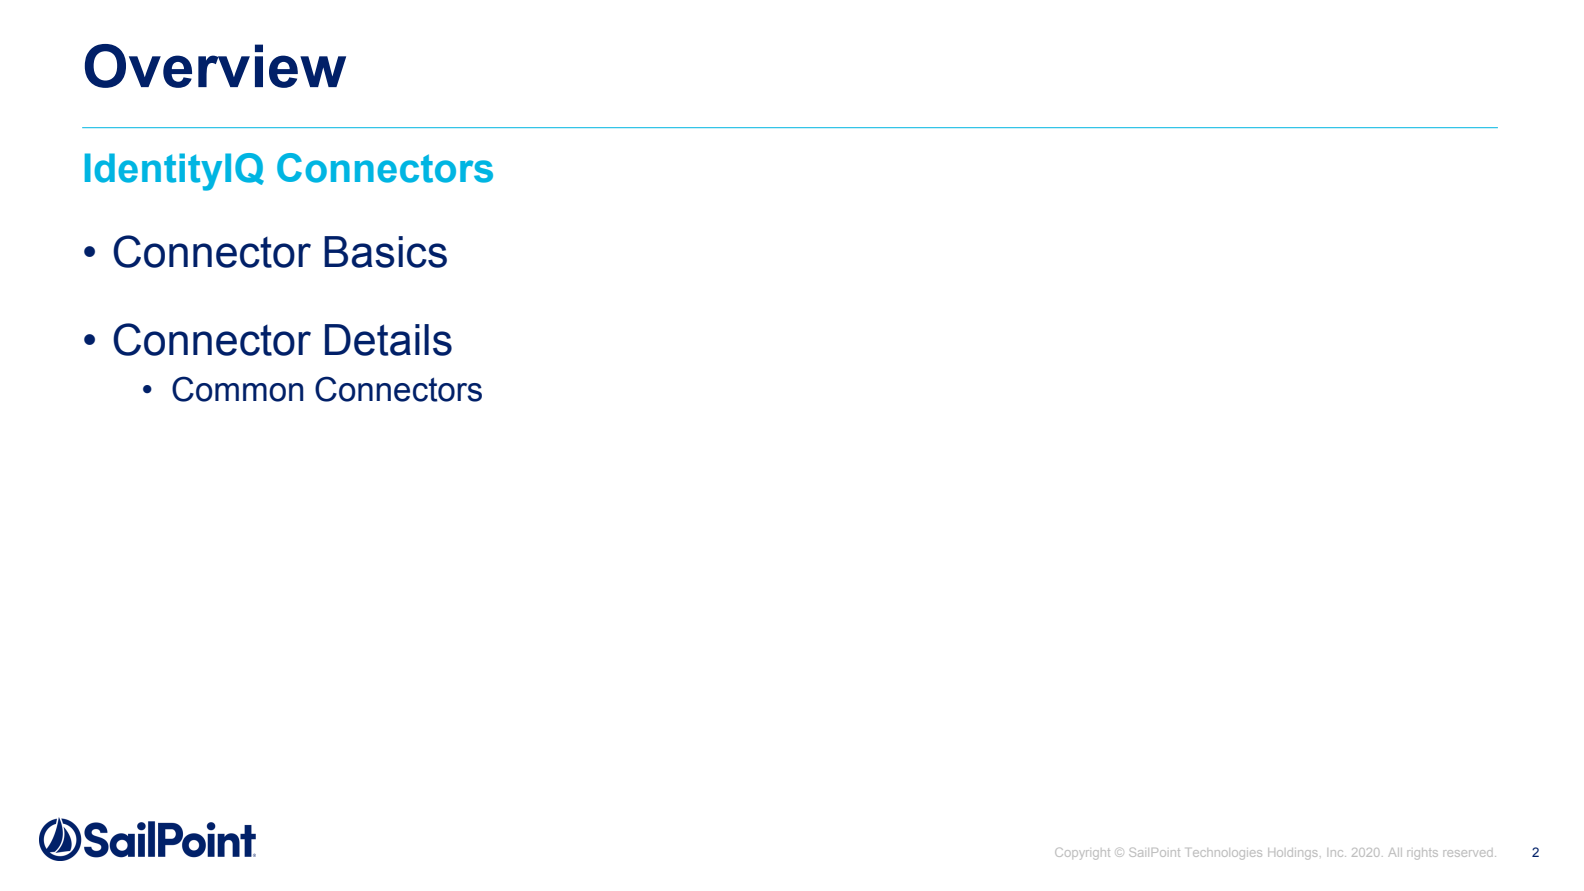 Overview
IdentityIQ Connectors
• Connector Basics
• Connector Details
• Common Connectors
SailPoint
Copyright © SailPoint Technologies Holdings, Inc. 2020. All rights reserved. 2